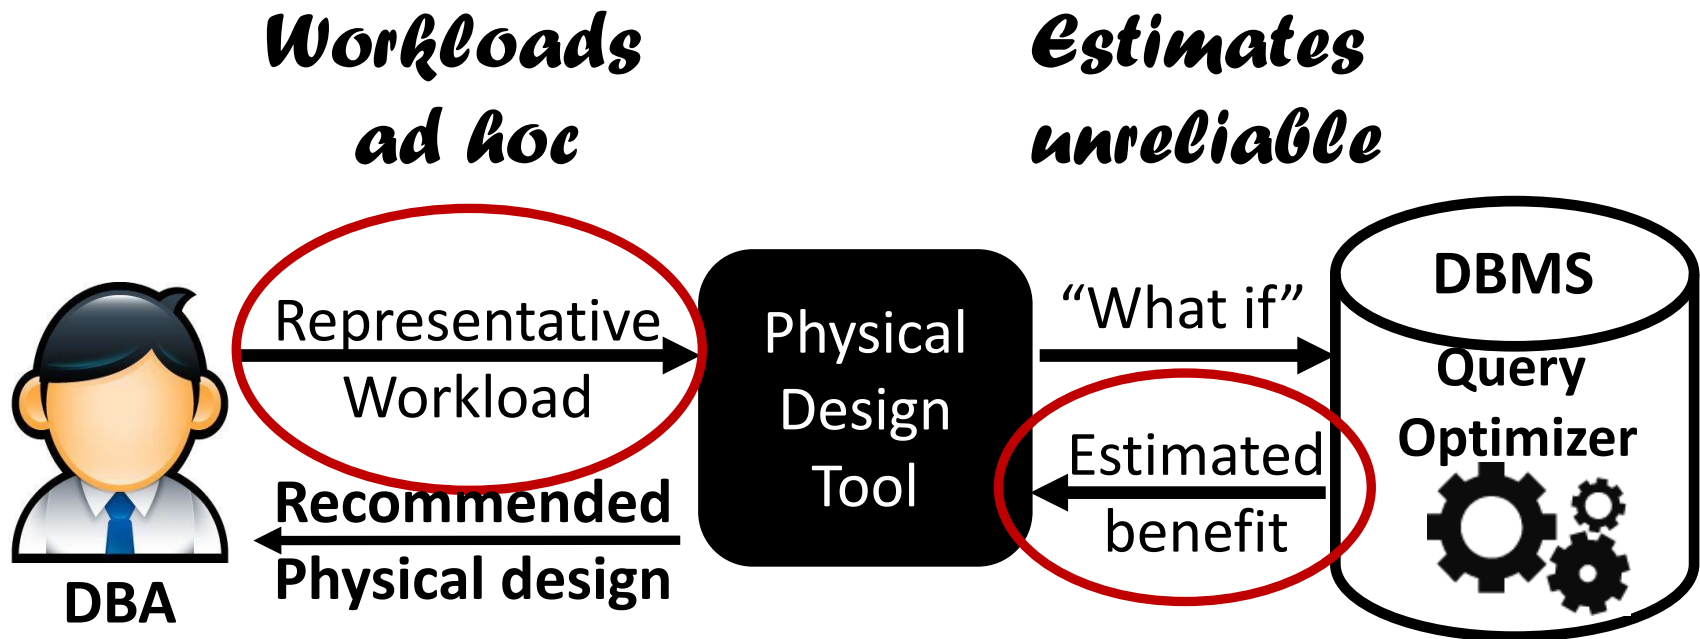 Workloads
ad hoc
Estimates
unreliable
Representative
Workload
Recommended
Physical design
DBA
Physical
Design
Tool
“What if”
Estimated
benefit
DBMS
Query
Optimizer